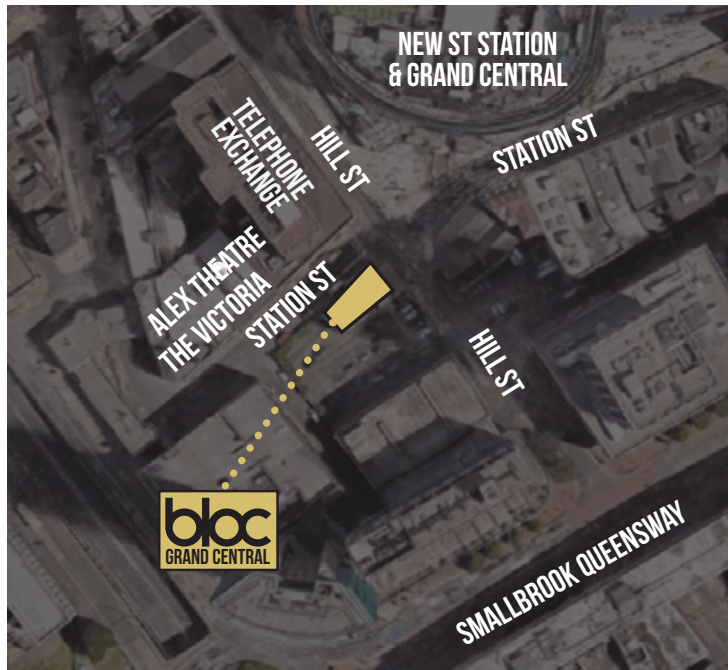 NEW ST STATION
& GRAND CENTRAL
STATION ST
HILL ST
TELEPHONE
EXCHANGE
ALEX THEATRE
THE VICTORIA
STATION ST
HILL ST
bloc
GRAND CENTRAL
SMALLBROOK QUEENSWAY